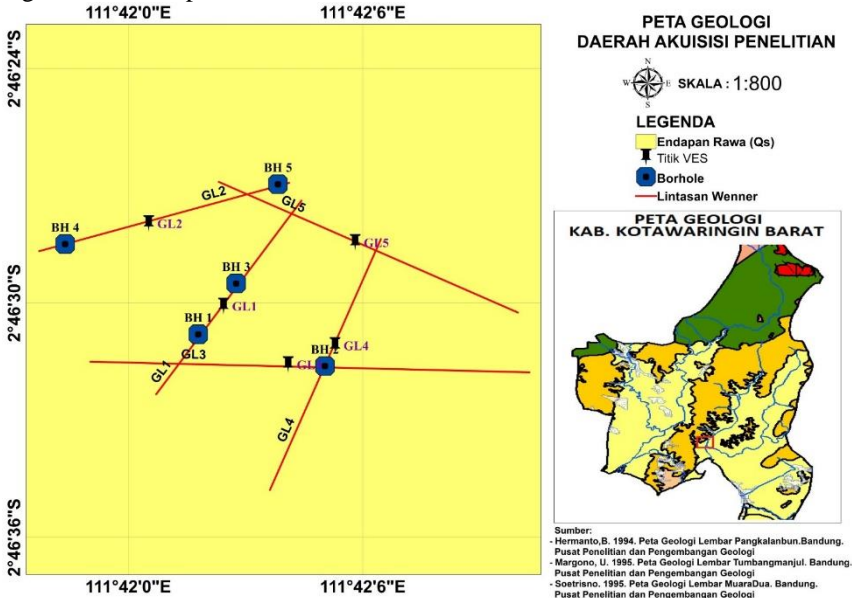 111°42'0"E
111°42'6"E
2°46'24"S
2°46'30"S
2°46'36"S
BH 5
GL2
GL5
BH 4
GL2
GL5
BH 3
GL1
BH 1
GL3
GL4
GL
BH 2
GL1
GL4
111°42'0"E
111°42'6"E
PETA GEOLOGI
DAERAH AKUISISI PENELITIAN
N
W
E
S
SKALA : 1:800
LEGENDA
Endapan Rawa (Qs)
Titik VES
Borhole
Lintasan Wenner
PETA GEOLOGI
KAB. KOTAWARINGIN BARAT
Sumber:
- Hermanto,B. 1994. Peta Geologi Lembar Pangkalanbun.Bandung.
Pusat Penelitian dan Pengembangan Geologi
- Margono, U. 1995. Peta Geologi Lembar Tumbangmanjul. Bandung.
Pusat Penelitian dan Pengembangan Geologi
- Soetrisno. 1995. Peta Geologi Lembar MuaraDua. Bandung.
Pusat Penelitian dan Pengembangan Geologi